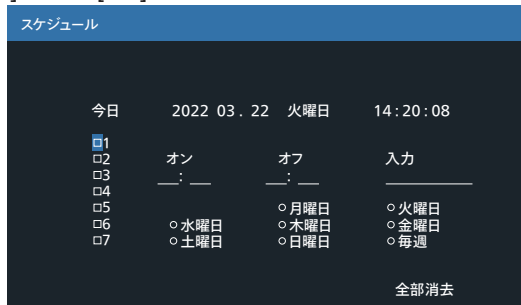 スケジュール
今日 2022 03. 22 火曜日 14:20:08
□1
□2 オン オフ 入力
□3 __:__ __:__ ________
□4
□5 ○月曜日 ○火曜日
□6 ○水曜日 ○木曜日 ○金曜日
□7 ○土曜日 ○日曜日 ○毎週
全部消去